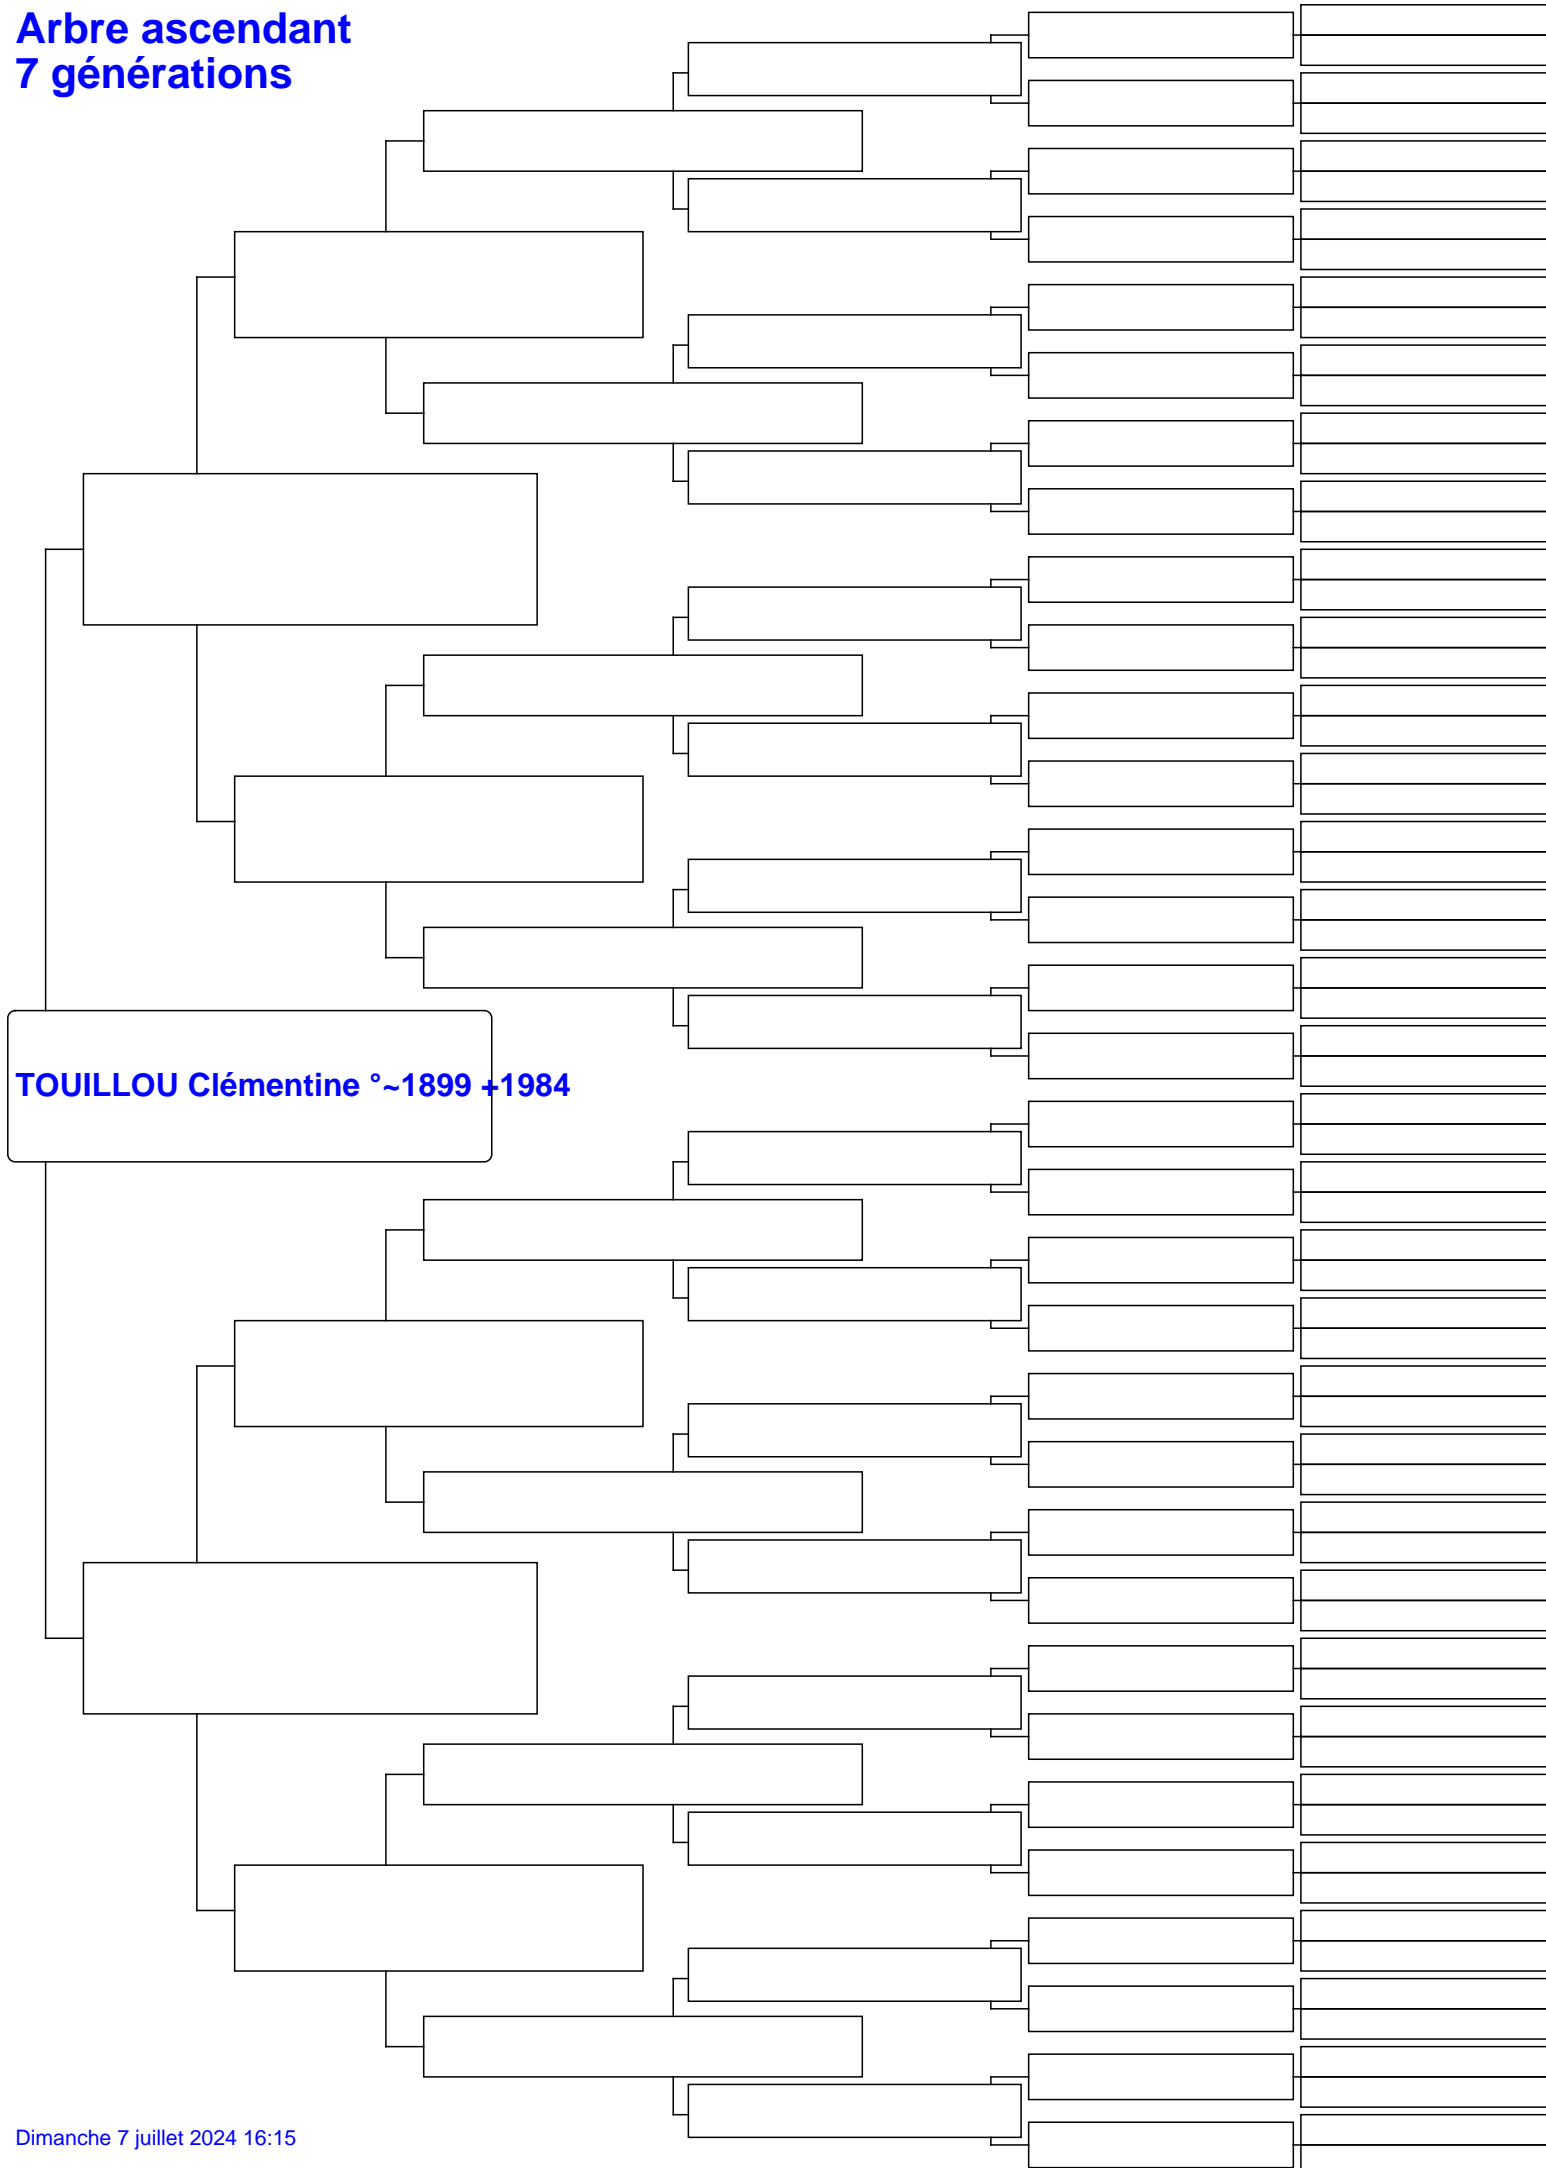 Arbre ascendant
7 générations
TOUILLOU Clémentine °~1899 +1984
Dimanche 7 juillet 2024 16:15